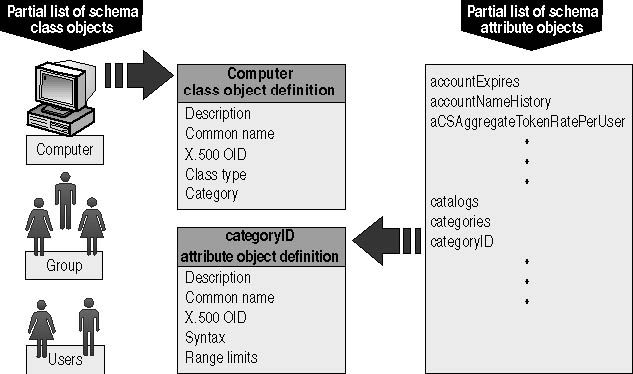 Partial list of schema
class objects
Computer
Group
Users
Computer
class object definition
Description
Common name
X.500 OID
Class type
Category
categoryID
attribute object definition
Description
Common name
X.500 OID
Syntax
Range limits
Partial list of schema
attribute objects
accountExpires
accountNameHistory
aCSAggregateTokenRatePerUser
catalogs
categories
categoryID